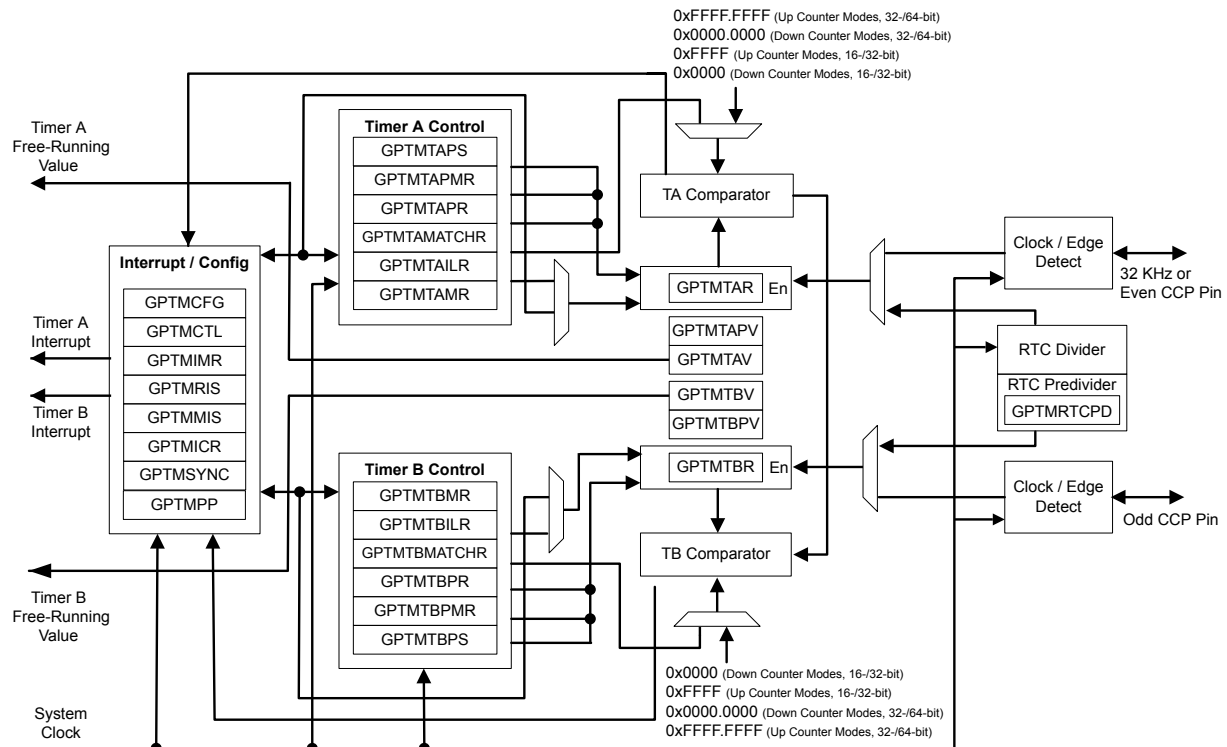 0xFFFF.FFFF (Up Counter Modes, 32-/64-bit)
0x0000.0000 (Down Counter Modes, 32-/64-bit)
0xFFFF (Up Counter Modes, 16-/32-bit)
0x0000 (Down Counter Modes, 16-/32-bit)
Timer A
Free-Running
Value
Timer A Control
GPTMTAPS
GPTMTAPMR
GPTMTAPR
GPTMTAMATCHR
GPTMTAILR
GPTMTAMR
TA Comparator
Clock / Edge
Detect
32 KHz or
Even CCP Pin
Interrupt / Config
GPTMCFG
GPTMCTL
GPTMIMR
GPTMRIS
GPTMMIS
GPTMICR
GPTMSYNC
GPTMPP
GPTMTAR
En
Timer A
Interrupt
Timer B
Interrupt
GPTMTAPV
GPTMTAV
GPTMTBV
GPTMTBPV
RTC Divider
RTC Predivider
GPTMRTCPD
Timer B Control
GPTMTBMR
GPTMTBILR
GPTMTBMATCHR
GPTMTBPR
GPTMTBPMR
GPTMTBPS
GPTMTBR
En
Clock / Edge
Detect
Odd CCP Pin
TB Comparator
Timer B
Free-Running
Value
0x0000 (Down Counter Modes, 16-/32-bit)
0xFFFF (Up Counter Modes, 16-/32-bit)
0x0000.0000 (Down Counter Modes, 32-/64-bit)
0xFFFF.FFFF (Up Counter Modes, 32-/64-bit)
System
Clock